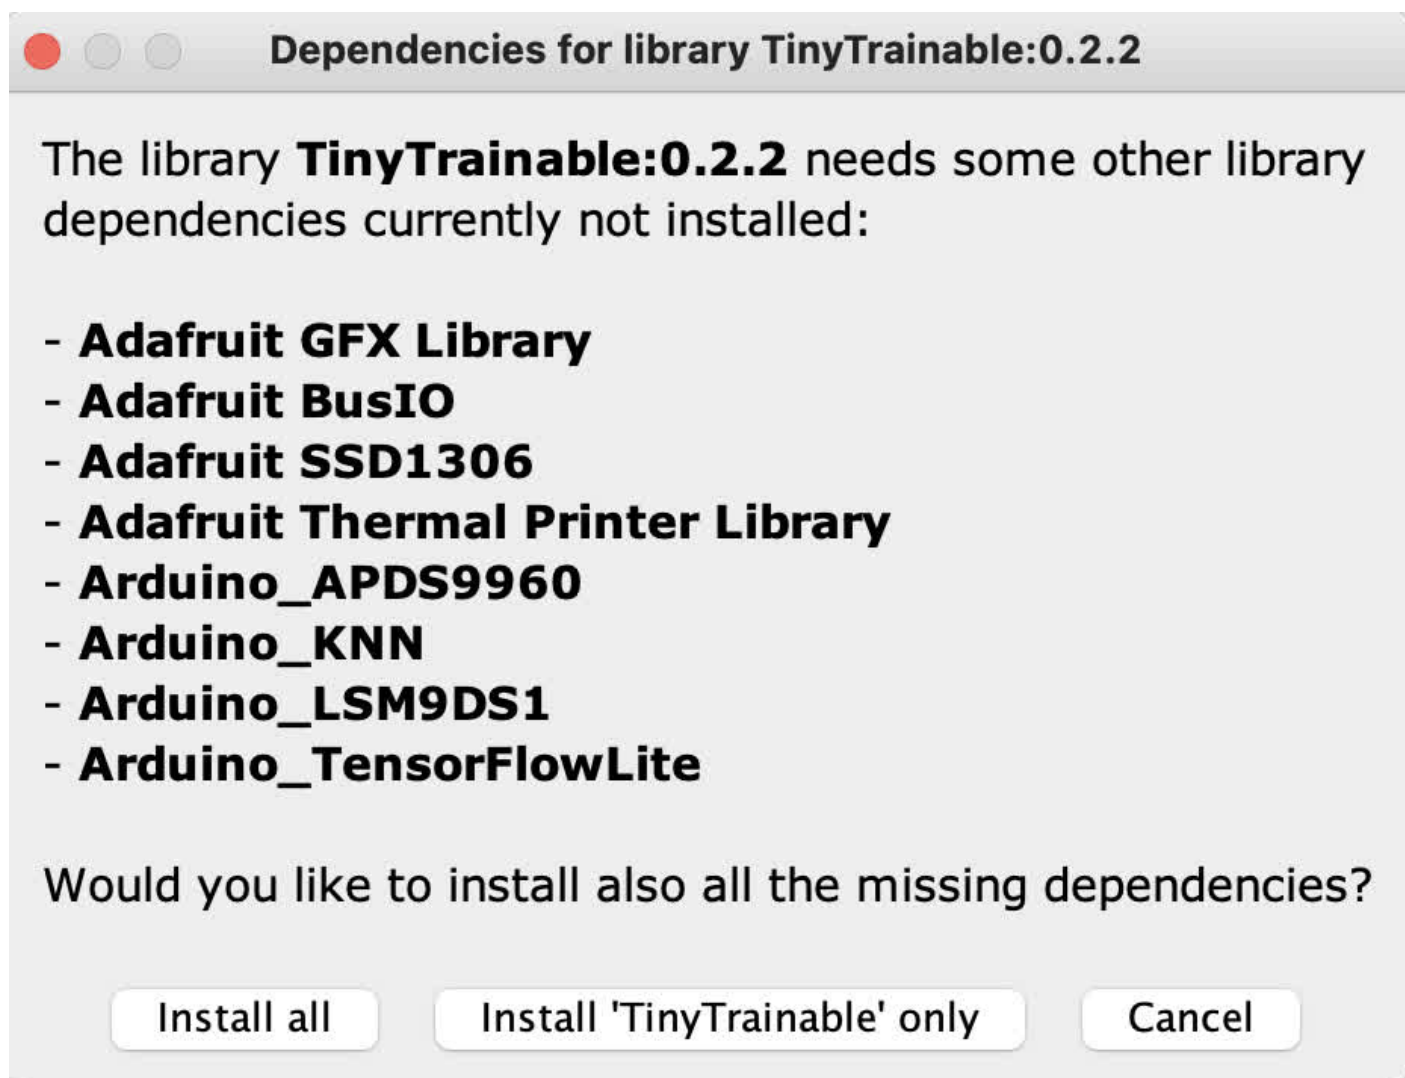 Dependencies for library TinyTrainable:0.2.2
The library TinyTrainable:0.2.2 needs some other library
dependencies currently not installed:
- Adafruit GFX Library
- Adafruit BusIO
- Adafruit SSD1306
- Adafruit Thermal Printer Library
- Arduino_APDS9960
- Arduino_KNN
- Arduino_LSM9DS1
- Arduino_TensorFlowLite
Would you like to install also all the missing dependencies?
Install all
Install 'TinyTrainable' only
Cancel